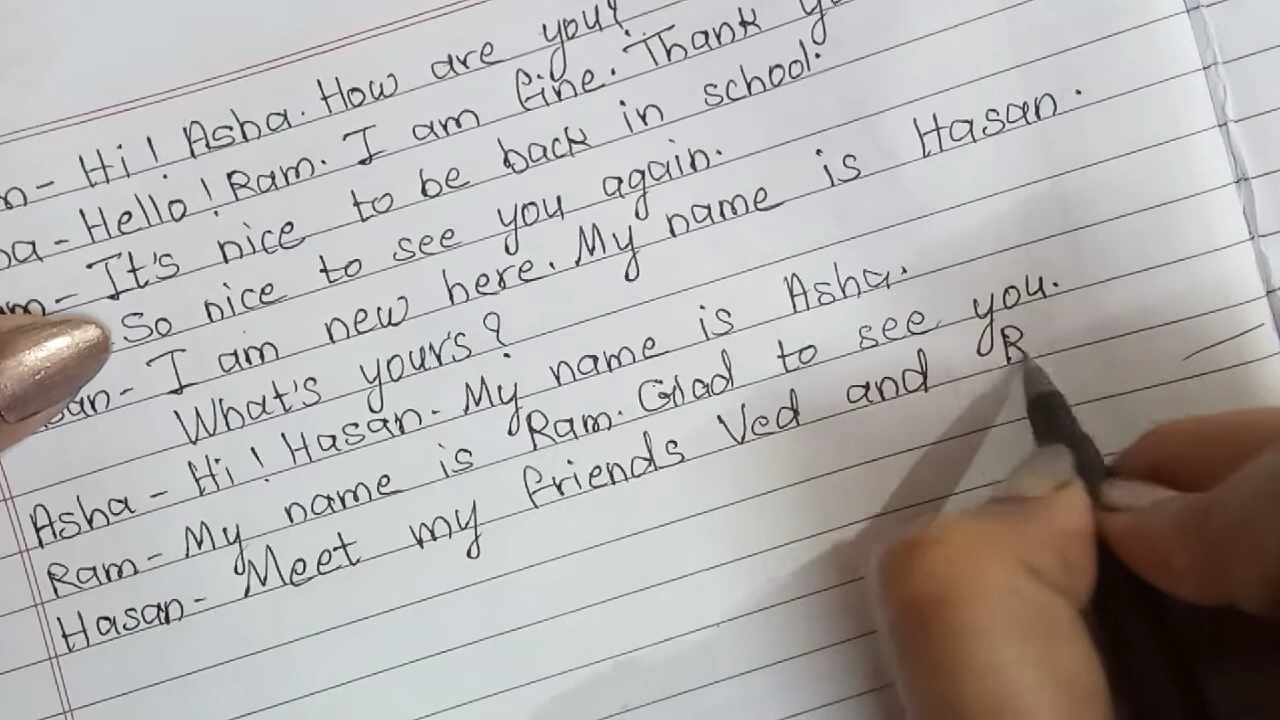 - Hi! Asha. How are you?
- Hello! Ram. I am fine. Thank
- It's nice to be back in school.
So nice to see you again.
- I am new here. My name is Hasan.
What's your's?
Asha - Hi! Hasan. My name is Asha.
Ram - My name is Ram. Glad to see you.
Hasan - Meet my friends Ved and R